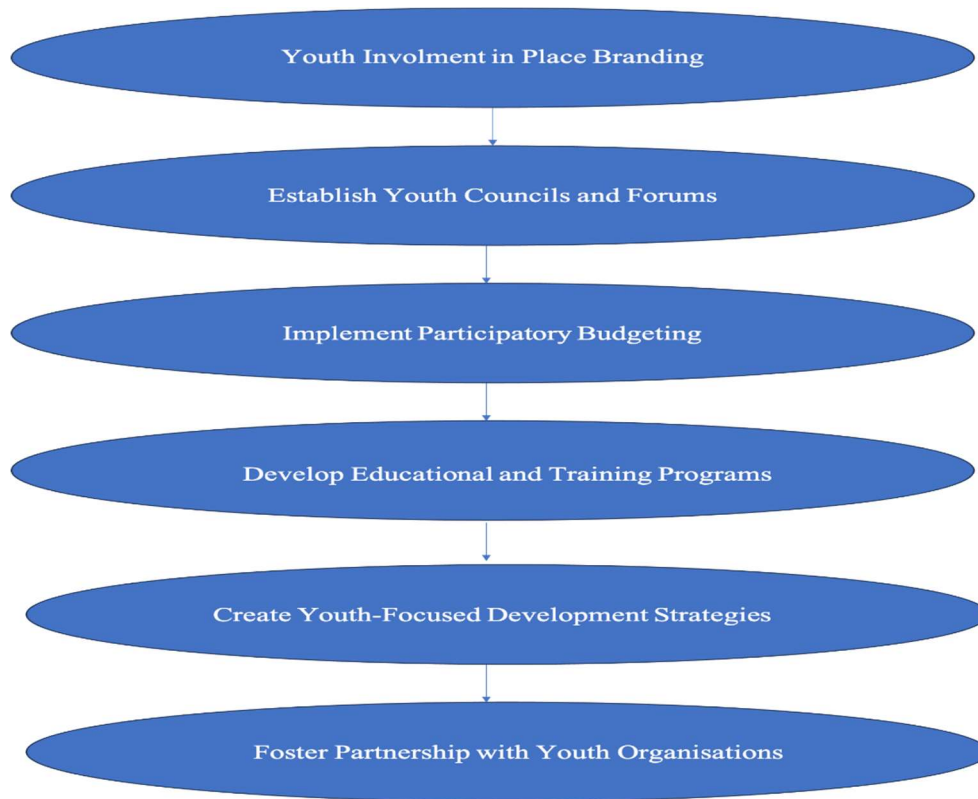 Youth Involment in Place Branding
Establish Youth Councils and Forums
Implement Participatory Budgeting
Develop Educational and Training Programs
Create Youth-Focused Development Strategies
Foster Partnership with Youth Organisations